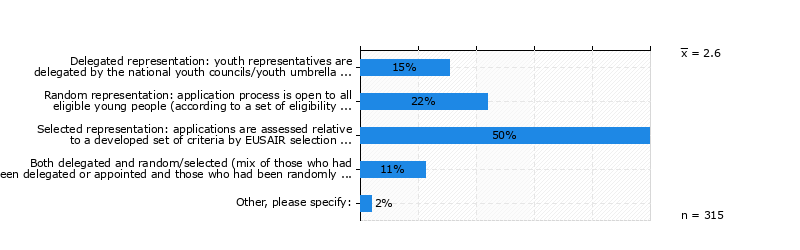 x̅ = 2.6
Delegated representation: youth representatives are
delegated by the national youth councils/youth umbrella ...
15%
Random representation: application process is open to all
eligible young people (according to a set of eligibility ...
22%
Selected representation: applications are assessed relative
to a developed set of criteria by EUSAIR selection ...
50%
Both delegated and random/selected (mix of those who had
een delegated or appointed and those who had been randomly ...
11%
Other, please specify:
2%
n = 315